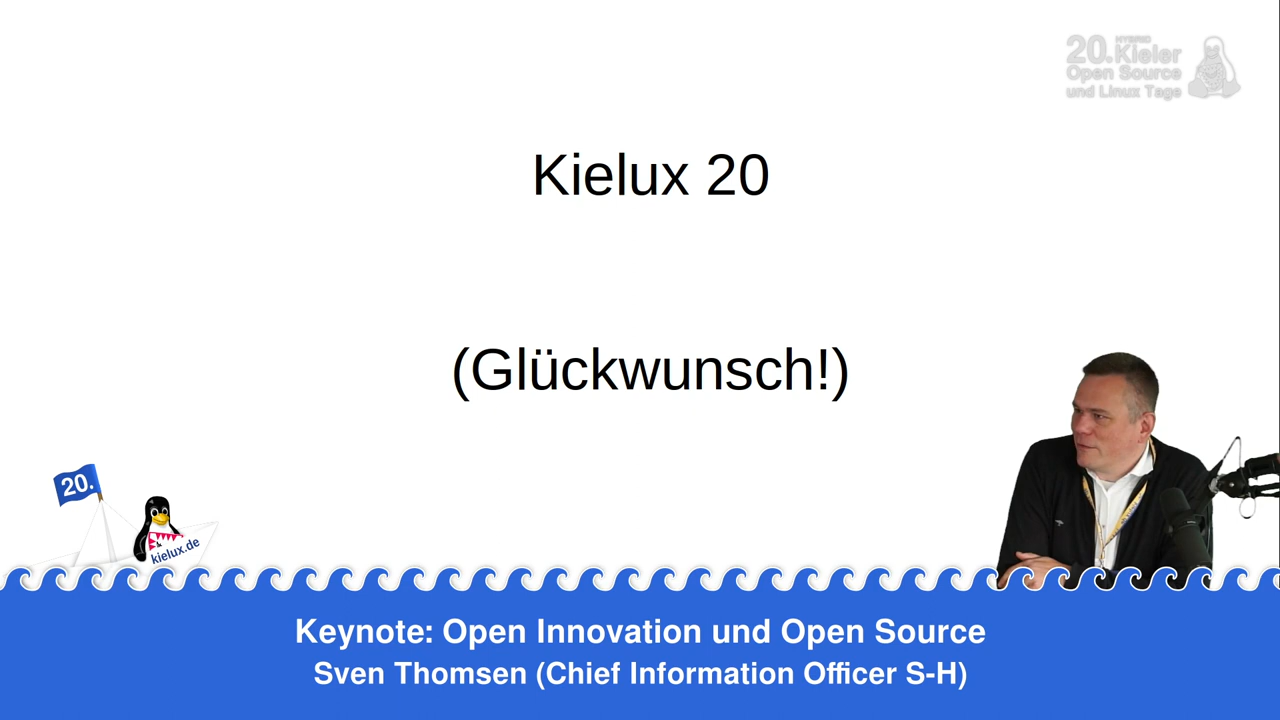 HYBRID
20.Kieler
Open Source
und Linux Tage
Kielux 20
(Glückwunsch!)
20.
kielux.de
Keynote: Open Innovation und Open Source
Sven Thomsen (Chief Information Officer S-H)